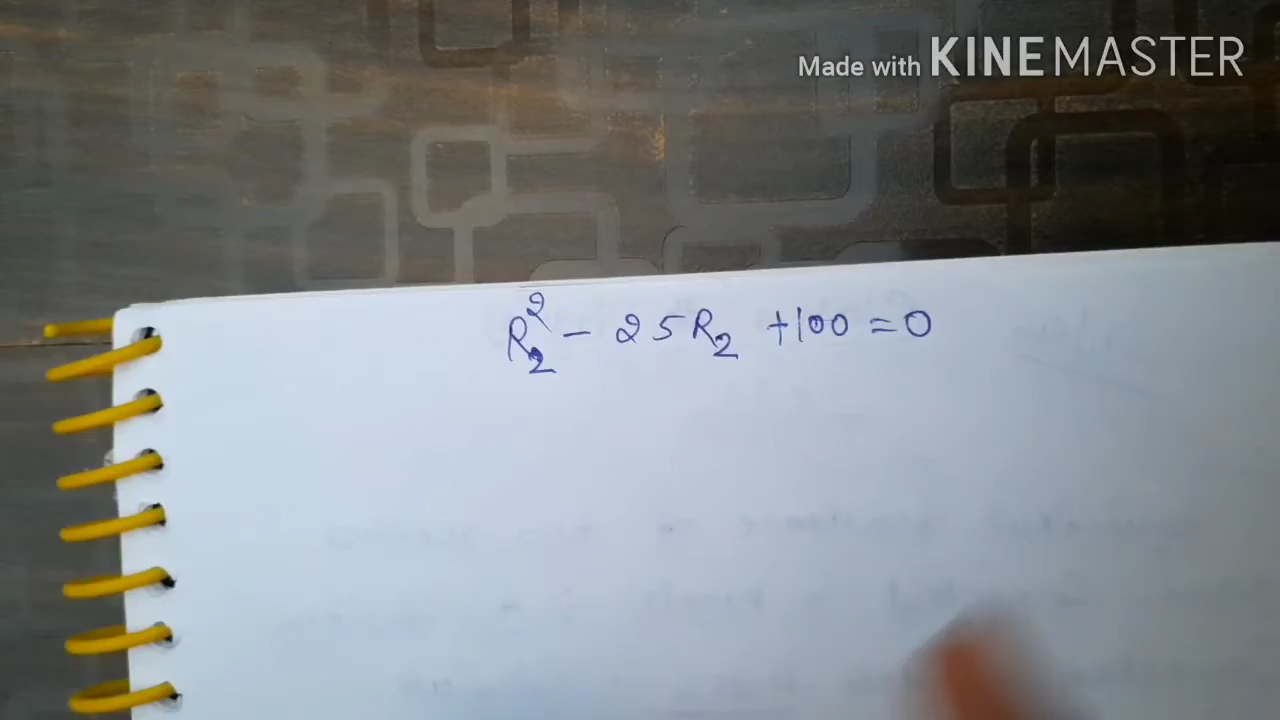 Made with KINEMASTER
R₂² - 25R₂ +100 = 0